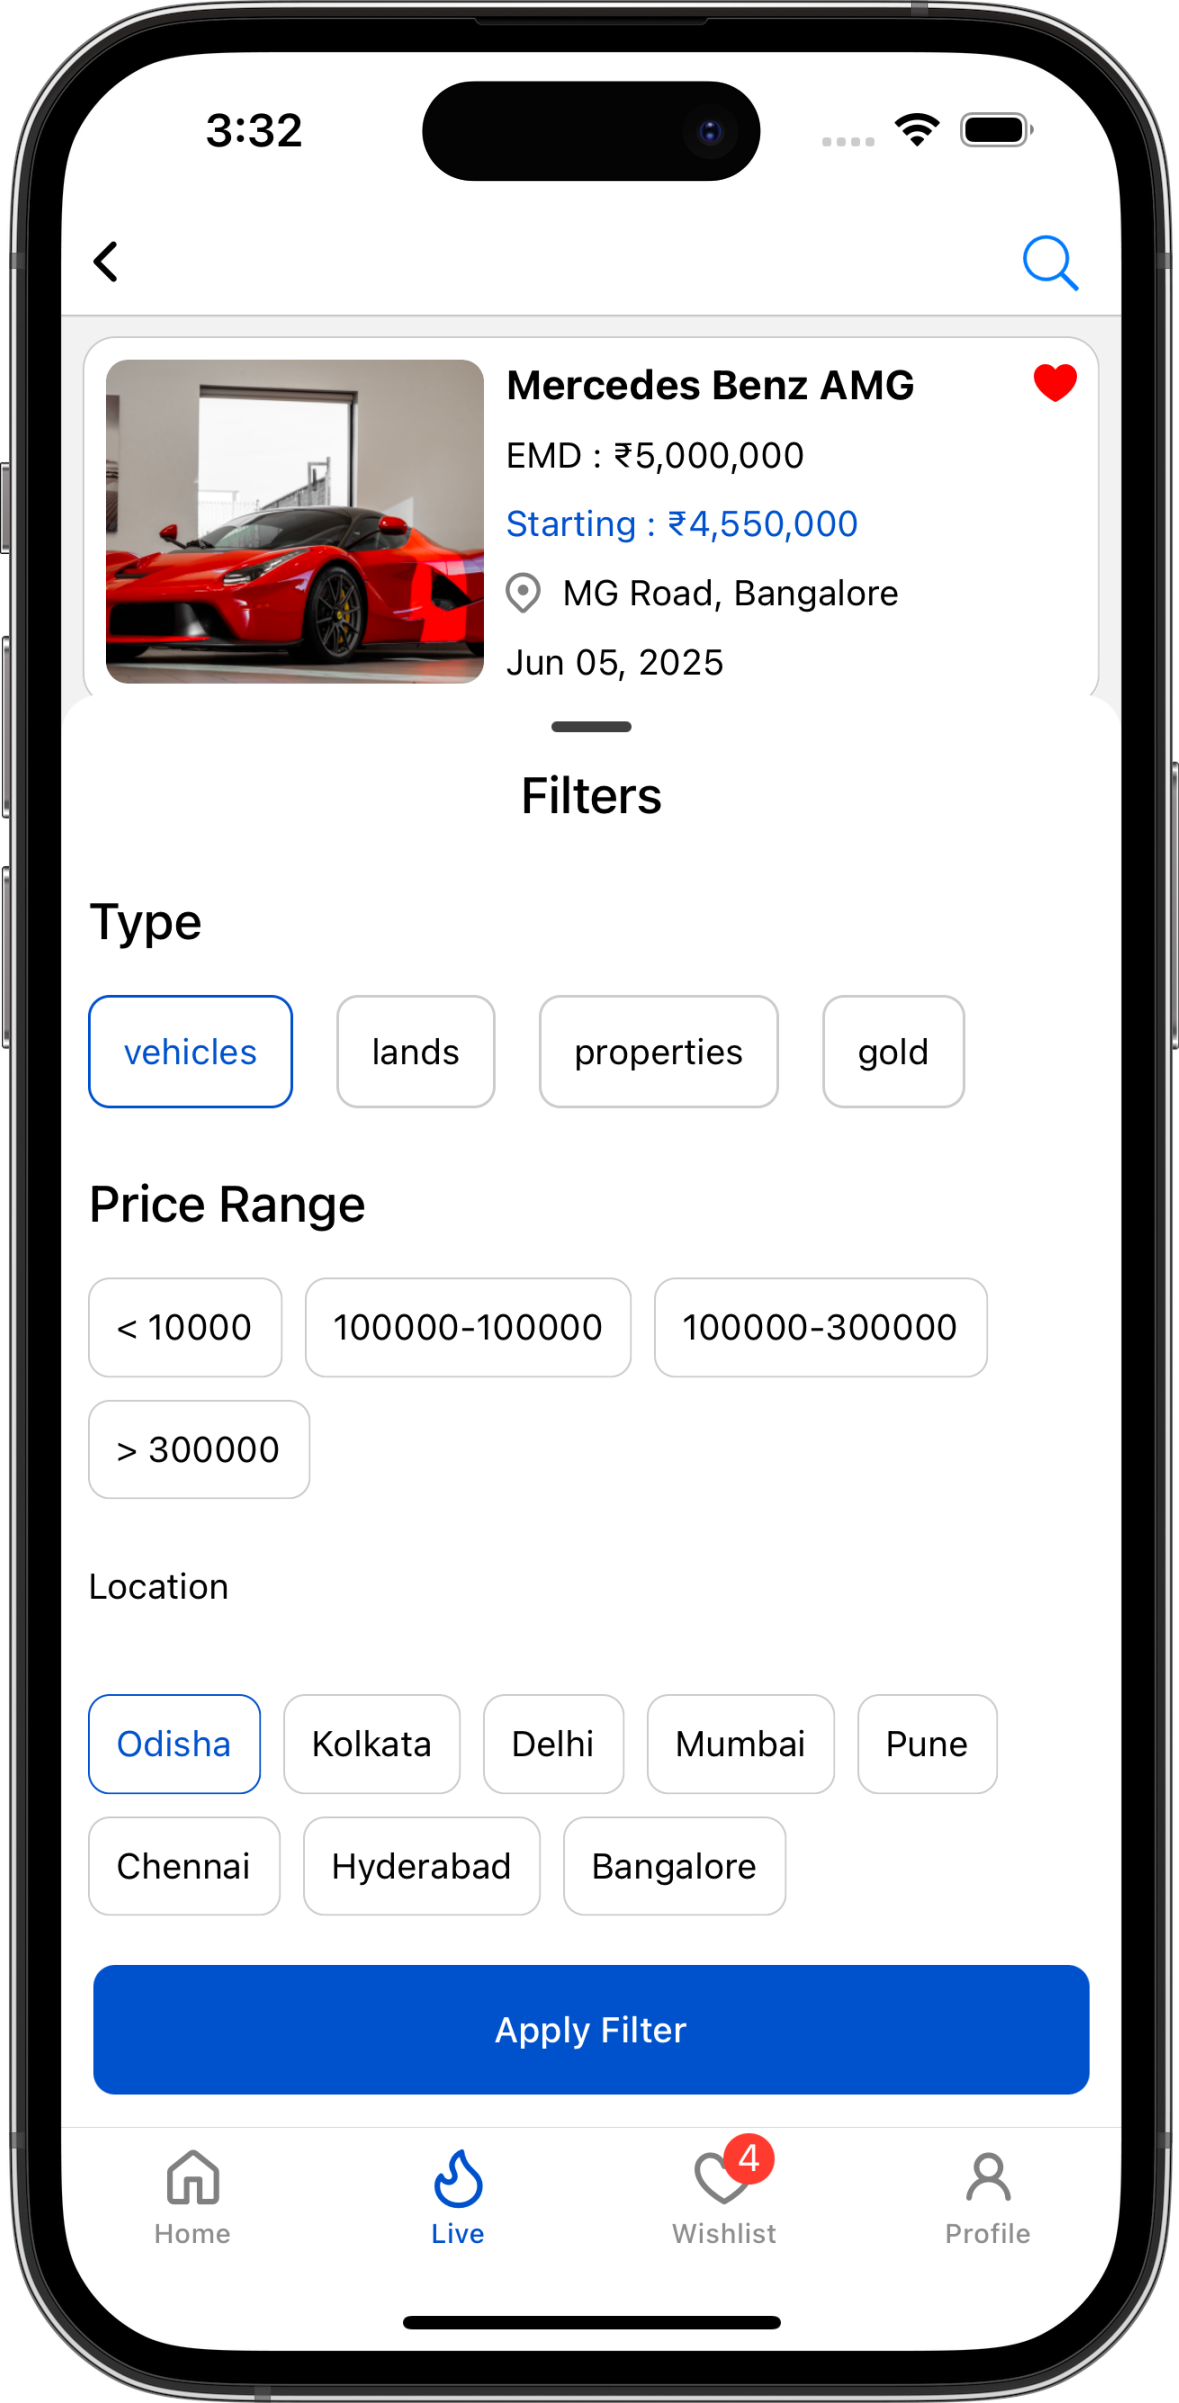 3:32
Mercedes Benz AMG
EMD : ₹5,000,000
Starting : ₹4,550,000
MG Road, Bangalore
Jun 05, 2025
Filters
Type
vehicles lands properties gold
Price Range
< 10000 100000-100000 100000-300000
> 300000
Location
Odisha Kolkata Delhi Mumbai Pune
Chennai Hyderabad Bangalore
Apply Filter
4
Home Live Wishlist Profile